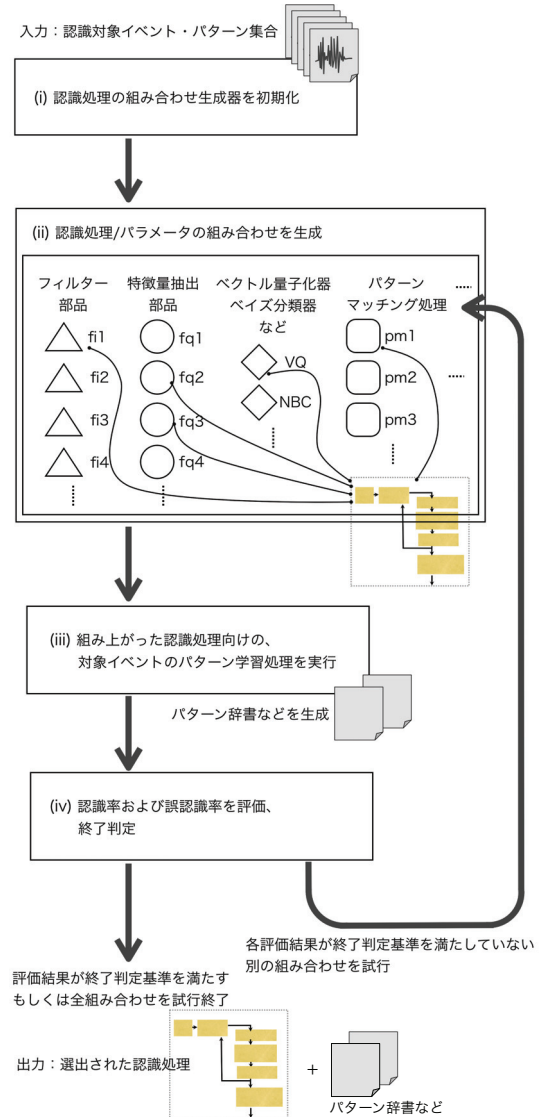 入力：認識対象イベント・パターン集合
(i) 認識処理の組み合わせ生成器を初期化
(ii) 認識処理/パラメータの組み合わせを生成
フィルター
部品
特徴量抽出
部品
ベクトル量子化器
ベイズ分類器
など
パターン
マッチング処理
fi1
fq1
VQ
pm1
fi2
fq2
NBC
pm2
fi3
fq3
pm3
fi4
fq4
(iii) 組み上がった認識処理向けの、
対象イベントのパターン学習処理を実行
パターン辞書などを生成
(iv) 認識率および誤認識率を評価、
終了判定
各評価結果が終了判定基準を満たしていない
別の組み合わせを試行
評価結果が終了判定基準を満たす
もしくは全組み合わせを試行終了
出力：選出された認識処理
+
パターン辞書など